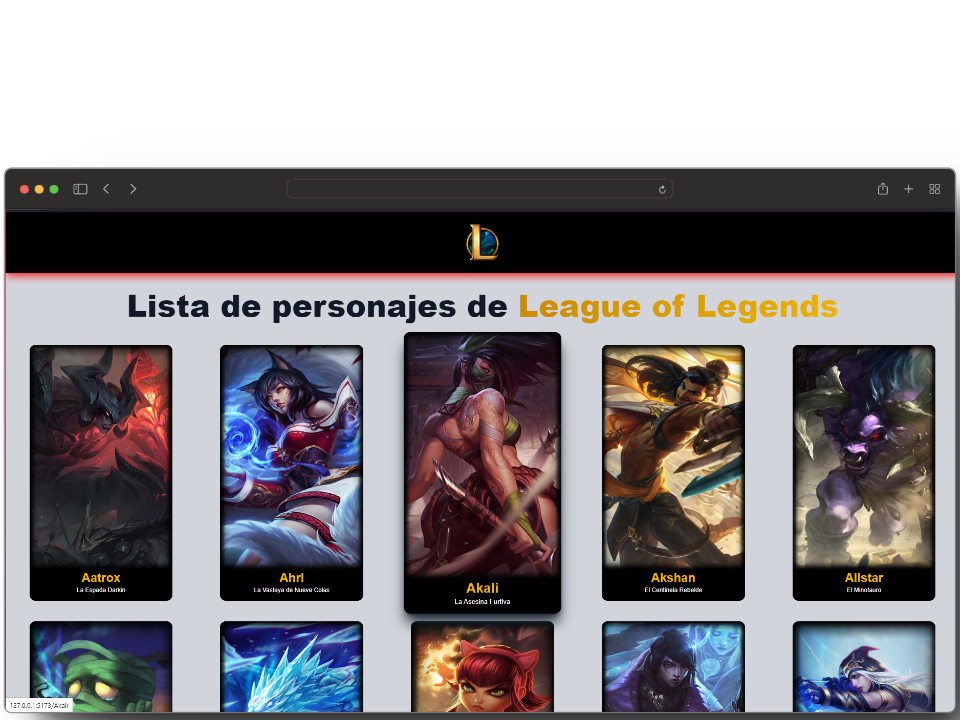 Lista de personajes de League of Legends
Aatrox
La Espada Darkin
Ahri
La Vastaya de Nueve Colas
Akali
La Asesina Furtiva
Akshan
El Centinela Rebelde
Alistar
El Minotauro
127.0.0.1:5173/Akali